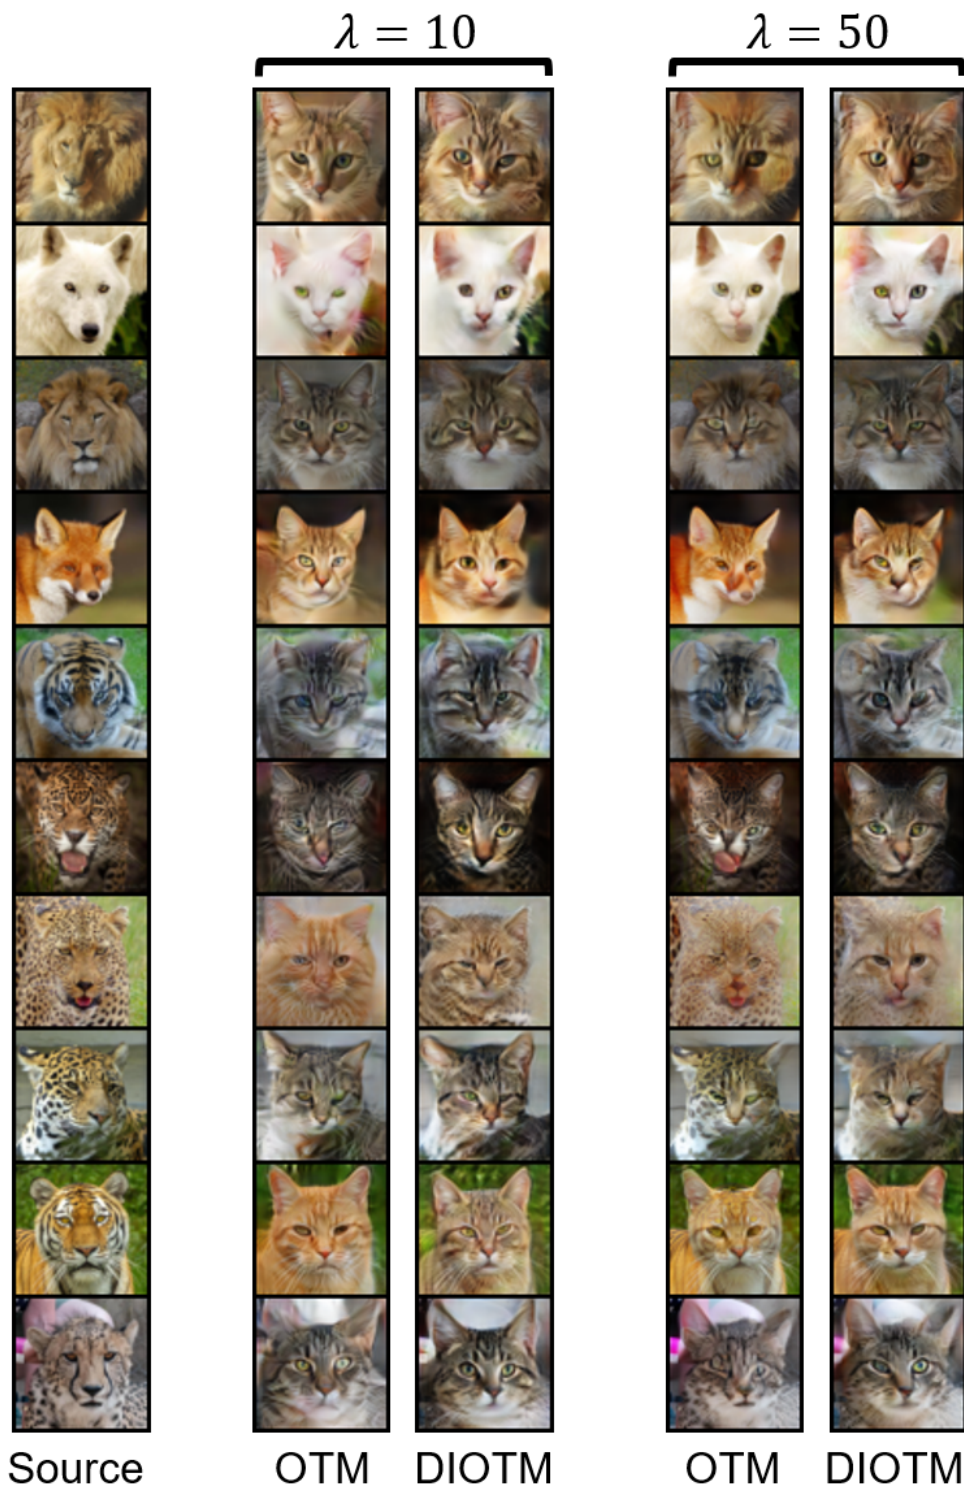 λ = 10
λ = 50
Source
OTM
DIOTM
OTM
DIOTM